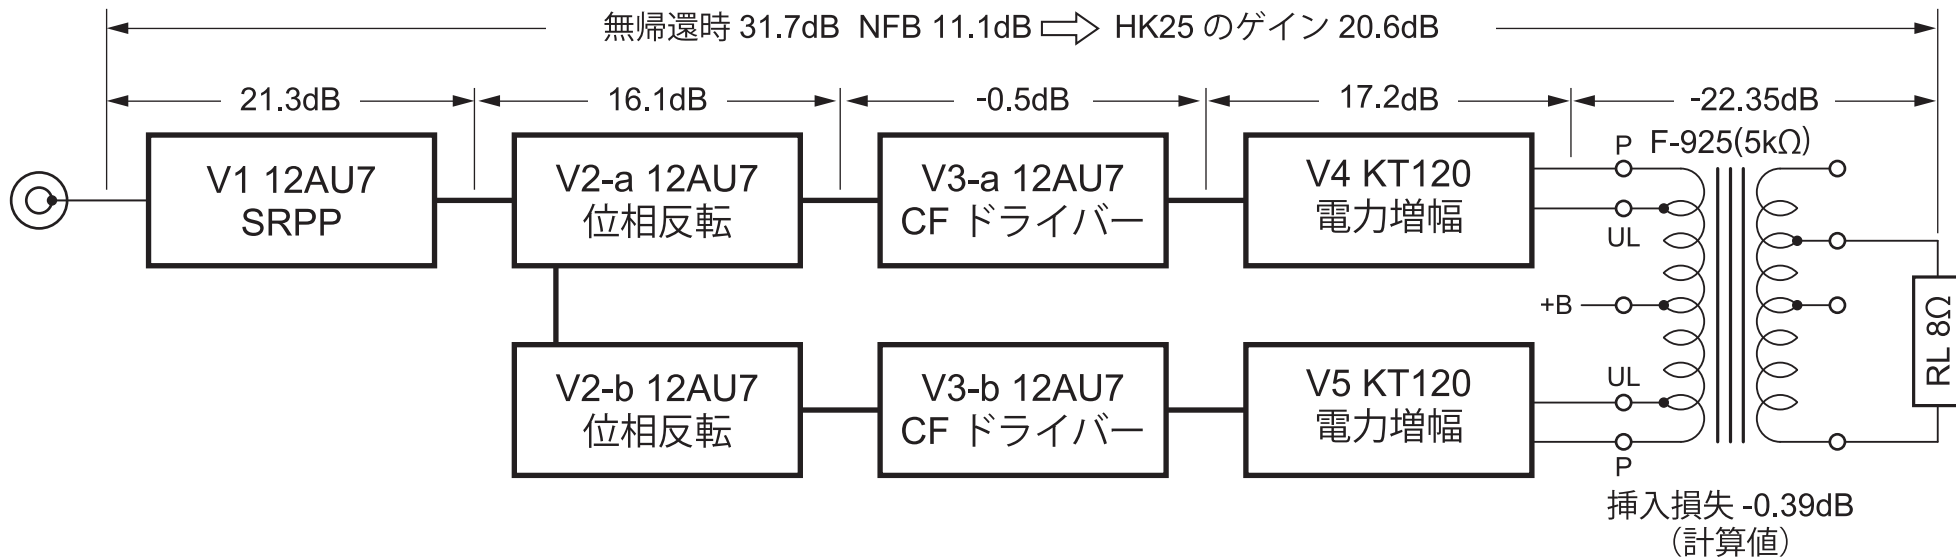 無帰還時 31.7dB NFB 11.1dB ⇨ HK25 のゲイン 20.6dB
21.3dB
16.1dB
-0.5dB
17.2dB
-22.35dB
V1 12AU7
SRPP
V2-a 12AU7
位相反転
V3-a 12AU7
CF ドライバー
V4 KT120
電力増幅
P
F-925(5kΩ)
UL
+B
RL 8Ω
V2-b 12AU7
位相反転
V3-b 12AU7
CF ドライバー
V5 KT120
電力増幅
UL
P
挿入損失 -0.39dB
(計算値)